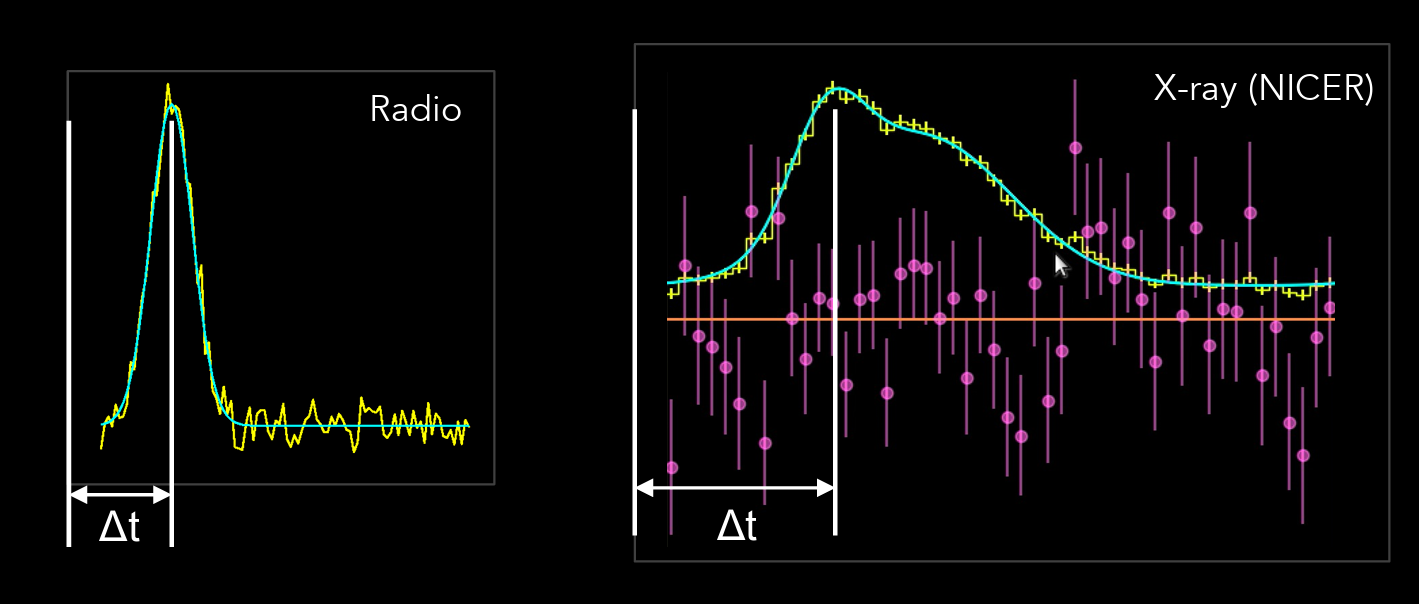 Radio
X-ray (NICER)
Δt
Δt